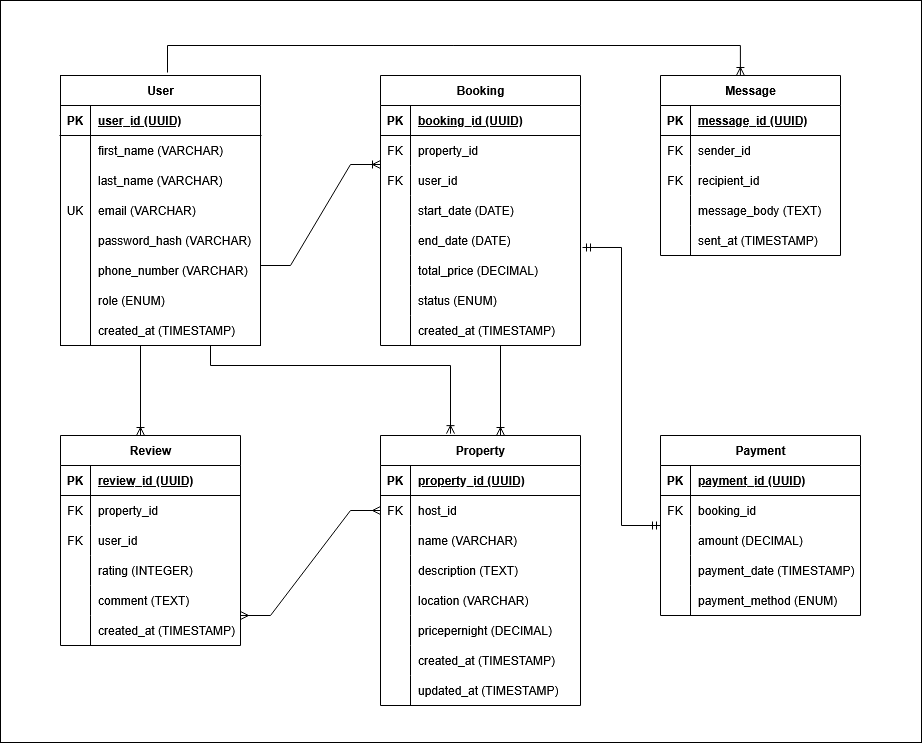 User
PK user_id (UUID)
first_name (VARCHAR)
last_name (VARCHAR)
UK email (VARCHAR)
password_hash (VARCHAR)
phone_number (VARCHAR)
role (ENUM)
created_at (TIMESTAMP)
Booking
PK booking_id (UUID)
FK property_id
FK user_id
start_date (DATE)
end_date (DATE)
total_price (DECIMAL)
status (ENUM)
created_at (TIMESTAMP)
Message
PK message_id (UUID)
FK sender_id
FK recipient_id
message_body (TEXT)
sent_at (TIMESTAMP)
Review
PK review_id (UUID)
FK property_id
FK user_id
rating (INTEGER)
comment (TEXT)
created_at (TIMESTAMP)
Property
PK property_id (UUID)
FK host_id
name (VARCHAR)
description (TEXT)
location (VARCHAR)
pricepernight (DECIMAL)
created_at (TIMESTAMP)
updated_at (TIMESTAMP)
Payment
PK payment_id (UUID)
FK booking_id
amount (DECIMAL)
payment_date (TIMESTAMP)
payment_method (ENUM)